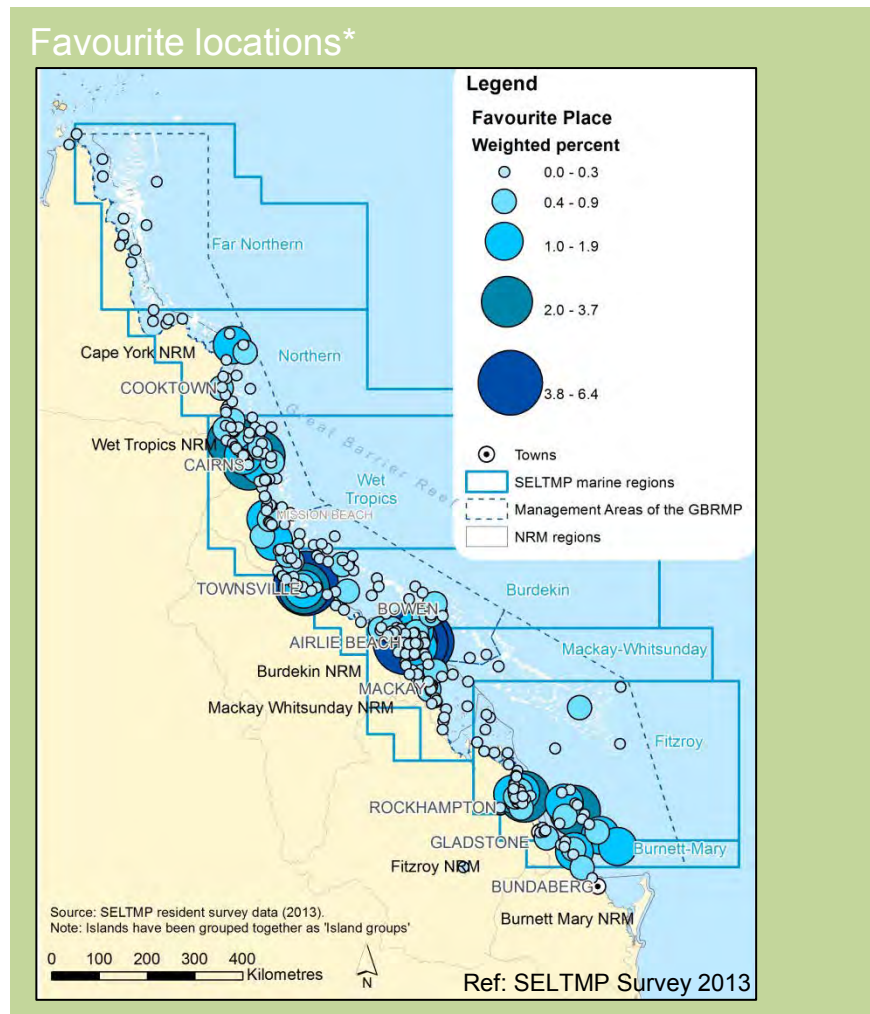 Favourite locations*
Legend
Favourite Place
Weighted percent
0.0 - 0.3
0.4 - 0.9
1.0 - 1.9
2.0 - 3.7
3.8 - 6.4
Towns
SELTMP marine regions
Management Areas of the GBRMP
NRM regions
Far Northern
Cape York NRM
Northern
COOKTOWN
Great Barrier Reef
Wet Tropics NRM
CAIRNS
Wet
Tropics
MISSION BEACH
TOWNSVILLE
Burdekin
BOWEN
AIRLIE BEACH
Mackay-Whitsunday
Burdekin NRM
MACKAY
Mackay Whitsunday NRM
Fitzroy
ROCKHAMPTON
GLADSTONE
Burnett-Mary
Fitzroy NRM
BUNDABERG
Burnett Mary NRM
Source: SELTMP resident survey data (2013).
Note: Islands have been grouped together as 'Island groups'
0 100 200 300 400
Kilometres
N
Ref: SELTMP Survey 2013